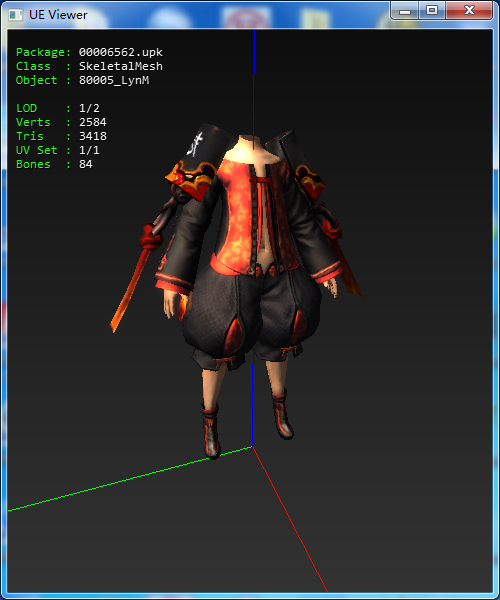 UE Viewer
Package: 00006562.upk
Class : SkeletalMesh
Object : 80005_LynM
LOD : 1/2
Verts : 2584
Tris : 3418
UV Set : 1/1
Bones : 84